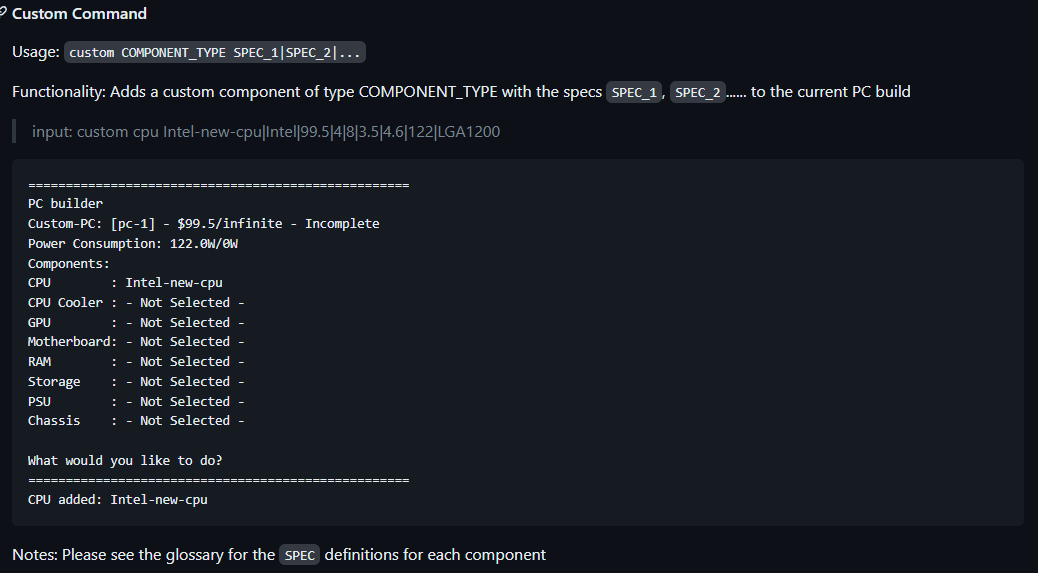 Custom Command
Usage: custom COMPONENT_TYPE SPEC_1|SPEC_2|...
Functionality: Adds a custom component of type COMPONENT_TYPE with the specs SPEC_1, SPEC_2...... to the current PC build
input: custom cpu Intel-new-cpu|Intel|99.5|4|8|3.5|4.6|122|LGA1200
===================================================
PC builder
Custom-PC: [pc-1] - $99.5/infinite - Incomplete
Power Consumption: 122.0W/0W
Components:
CPU        : Intel-new-cpu
CPU Cooler : - Not Selected -
GPU        : - Not Selected -
Motherboard: - Not Selected -
RAM        : - Not Selected -
Storage    : - Not Selected -
PSU        : - Not Selected -
Chassis    : - Not Selected -
What would you like to do?
===================================================
CPU added: Intel-new-cpu
Notes: Please see the glossary for the SPEC definitions for each component